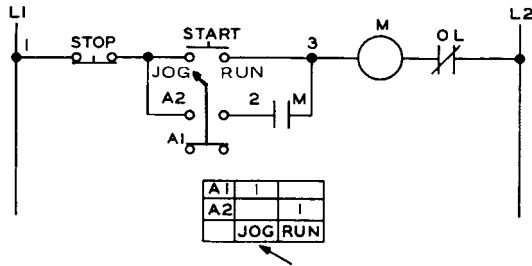 L1 L2
1 STOP START 3 M OL
JOG RUN
A2 2 M
A1
A1 1
A2 1
JOG RUN